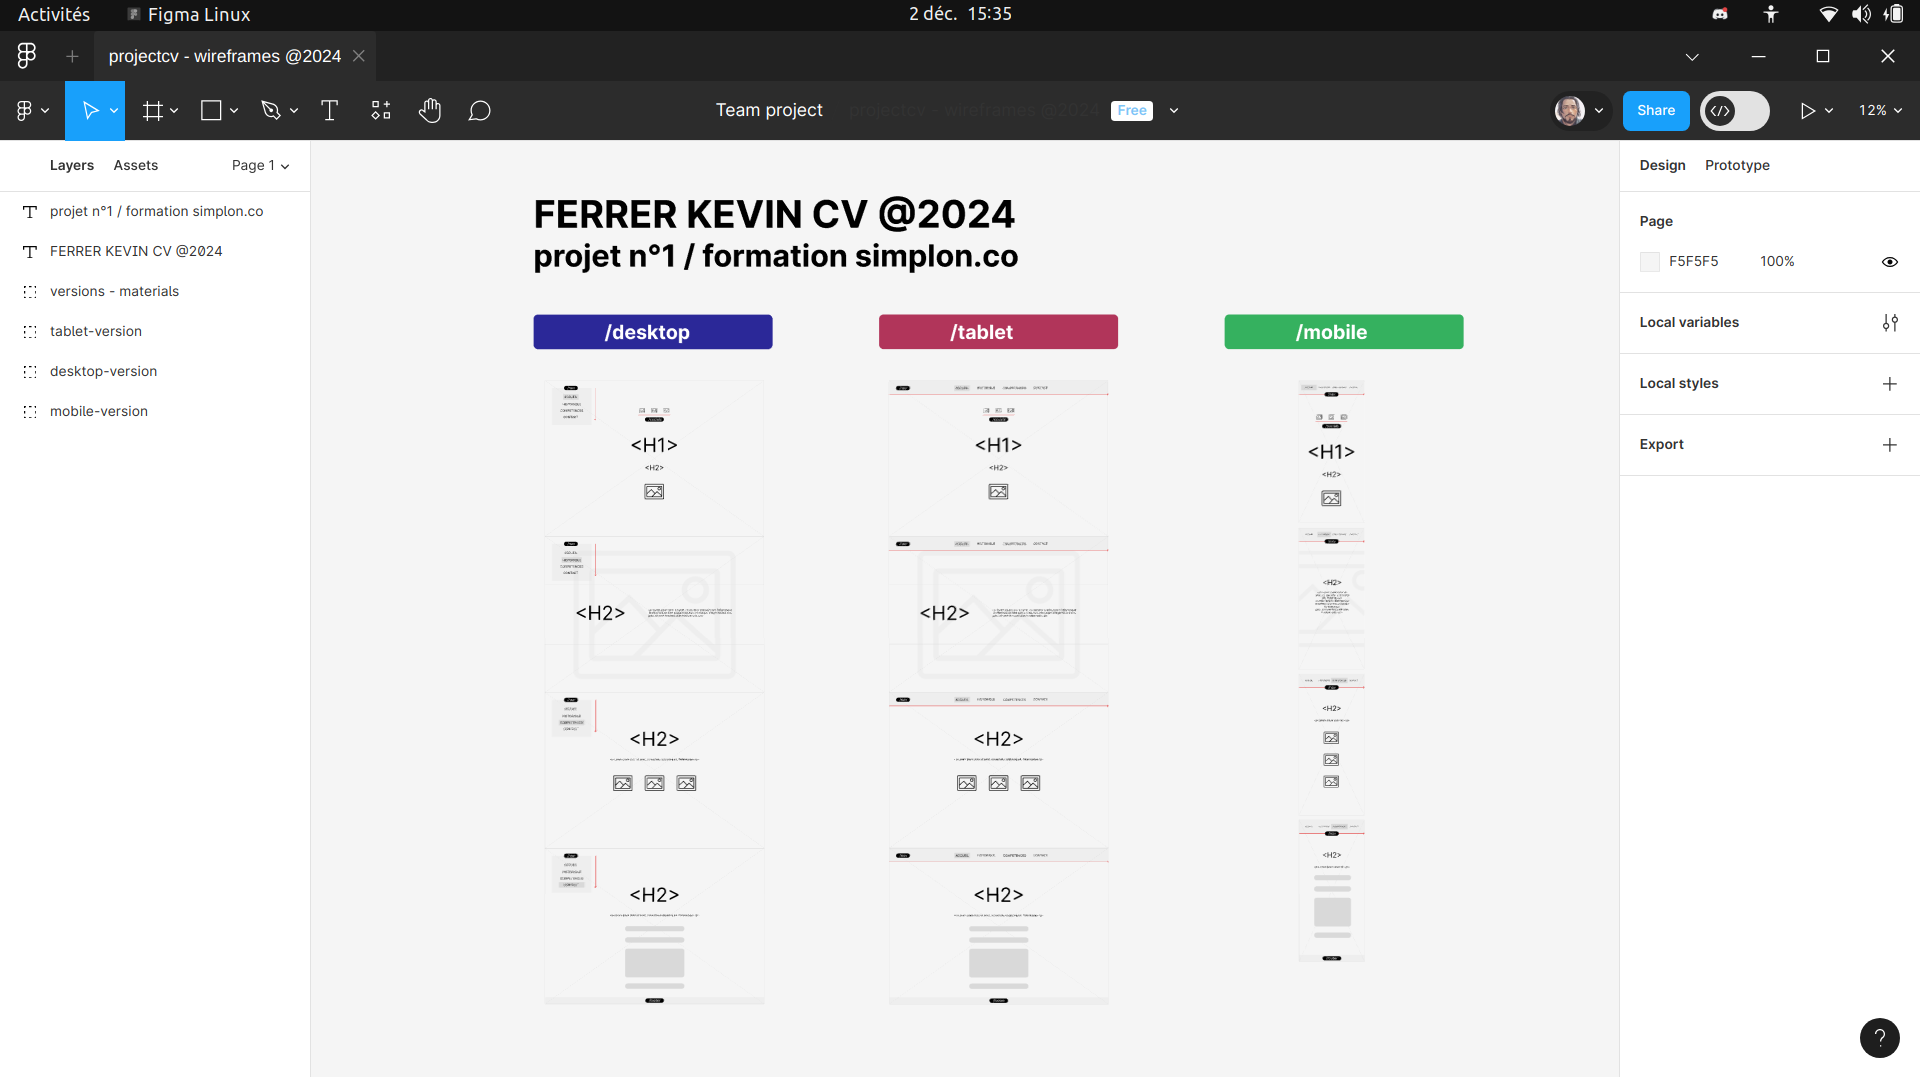 Activités
Figma Linux
2 déc.  15:35
projectcv - wireframes @2024
Team project
projectcv - wireframes @2024
Free
Share
12%
Layers
Assets
Page 1
projet n°1 / formation simplon.co
FERRER KEVIN CV @2024
versions - materials
tablet-version
desktop-version
mobile-version
FERRER KEVIN CV @2024
projet n°1 / formation simplon.co
/desktop
/tablet
/mobile
<H1>
<H2>
<H2>
<H2>
<H2>
<H1>
<H2>
<H2>
<H2>
<H2>
<H1>
<H2>
<H2>
<H2>
<H2>
Design
Prototype
Page
F5F5F5
100%
Local variables
Local styles
Export
?